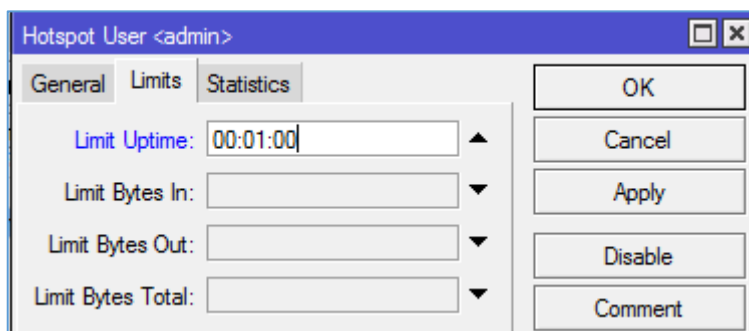 Hotspot User <admin>
General Limits Statistics
OK
Limit Uptime: 00:01:00
Cancel
Limit Bytes In:
Apply
Limit Bytes Out:
Disable
Limit Bytes Total:
Comment